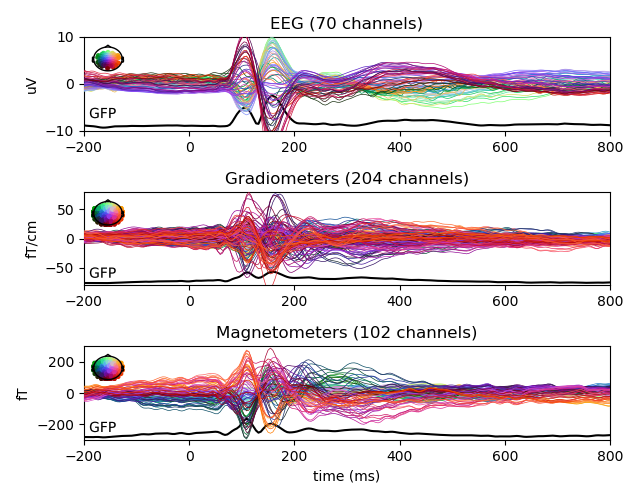 EEG (70 channels)
10
0
−10
uV
GFP
−200 0 200 400 600 800
Gradiometers (204 channels)
50
0
−50
fT/cm
GFP
−200 0 200 400 600 800
Magnetometers (102 channels)
200
0
−200
fT
GFP
−200 0 200 400 600 800
time (ms)